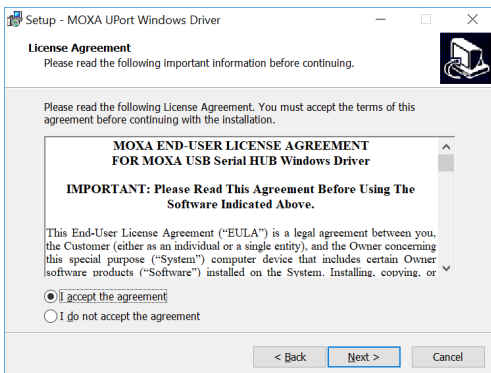 Setup - MOXA UPort Windows Driver
License Agreement
Please read the following important information before continuing.
Please read the following License Agreement. You must accept the terms of this
agreement before continuing with the installation.
MOXA END-USER LICENSE AGREEMENT
FOR MOXA USB Serial HUB Windows Driver
IMPORTANT: Please Read This Agreement Before Using The
Software Indicated Above.
This End-User License Agreement (“EULA”) is a legal agreement between you,
the Customer (either as an individual or a single entity), and the Owner concerning
this special purpose (“System”) computer device that includes certain Owner
software products (“Software”) installed on the System. Installing, copying, or
I accept the agreement
I do not accept the agreement
< Back
Next >
Cancel